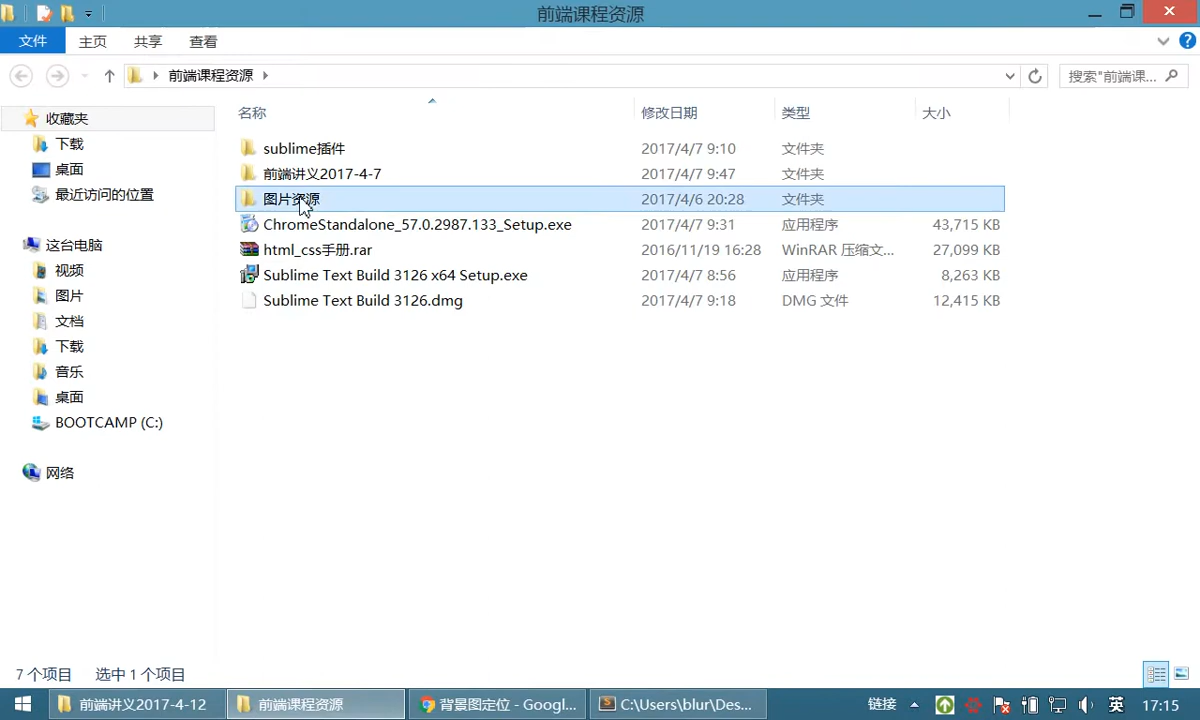 前端课程资源
文件 主页 共享 查看
前端课程资源
搜索"前端课...
收藏夹
下载
桌面
最近访问的位置
这台电脑
视频
图片
文档
下载
音乐
桌面
BOOTCAMP (C:)
网络
名称 修改日期 类型 大小
sublime插件 2017/4/7 9:10 文件夹
前端讲义2017-4-7 2017/4/7 9:47 文件夹
图片资源 2017/4/6 20:28 文件夹
ChromeStandalone_57.0.2987.133_Setup.exe 2017/4/7 9:31 应用程序 43,715 KB
html_css手册.rar 2016/11/19 16:28 WinRAR 压缩文... 27,099 KB
Sublime Text Build 3126 x64 Setup.exe 2017/4/7 8:56 应用程序 8,263 KB
Sublime Text Build 3126.dmg 2017/4/7 9:18 DMG 文件 12,415 KB
7 个项目 选中 1 个项目
前端讲义2017-4-12 前端课程资源 背景图定位 - Googl... C:\Users\blur\Des... 链接 英 17:15